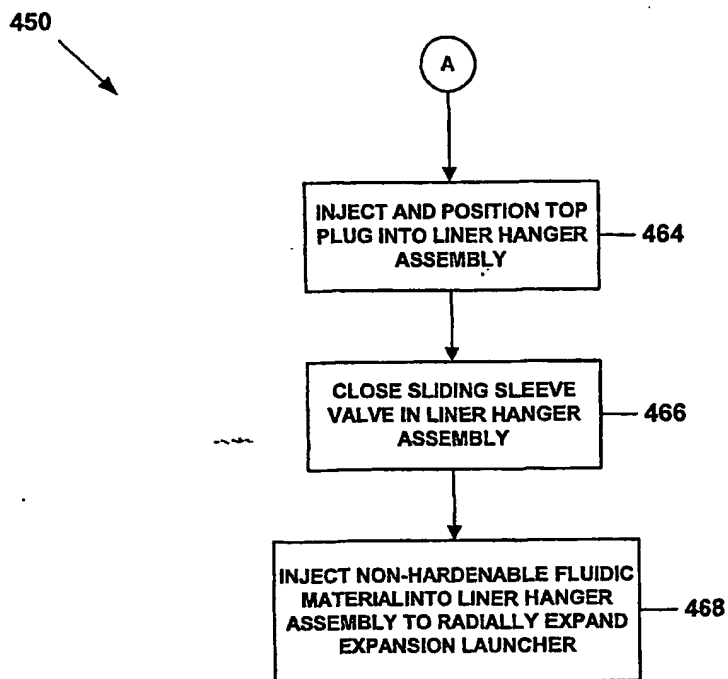 450
A
INJECT AND POSITION TOP
PLUG INTO LINER HANGER
ASSEMBLY
464
CLOSE SLIDING SLEEVE
VALVE IN LINER HANGER
ASSEMBLY
466
INJECT NON-HARDENABLE FLUIDIC
MATERIALINTO LINER HANGER
ASSEMBLY TO RADIALLY EXPAND
EXPANSION LAUNCHER
468